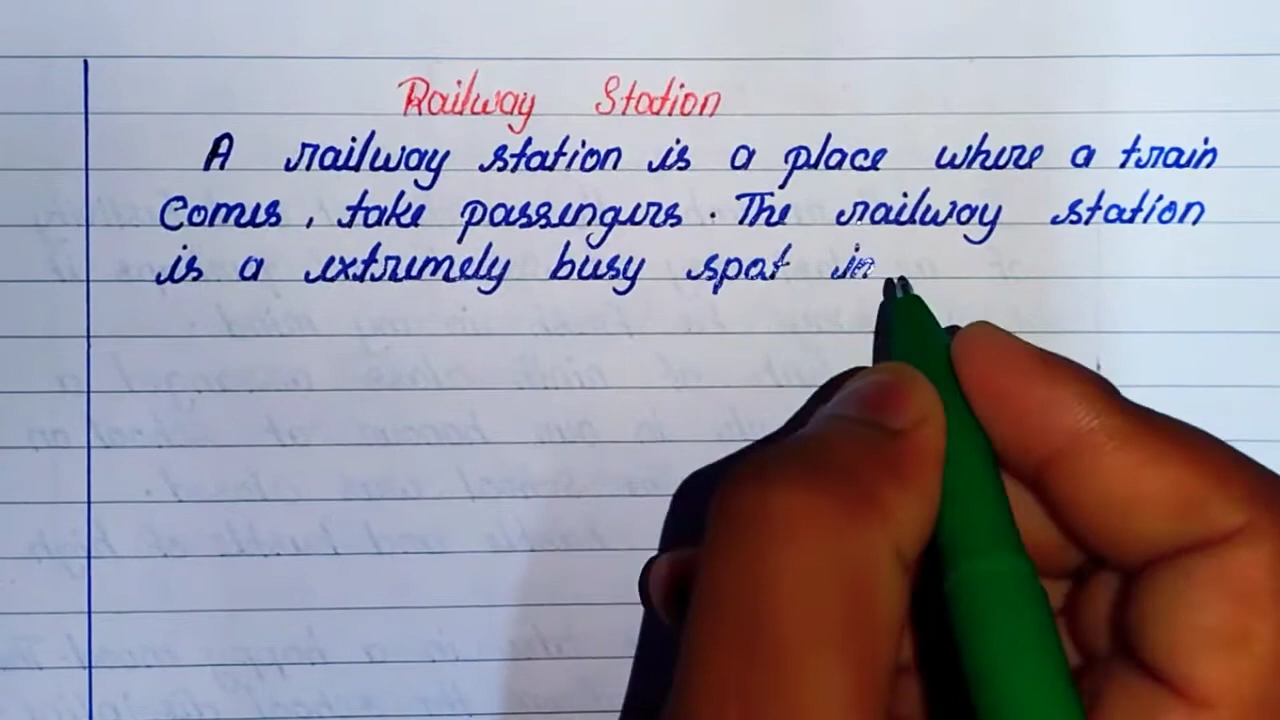 Railway Station
A railway station is a place where a train
comes, take passengers. The railway station
is a extremely busy spot in